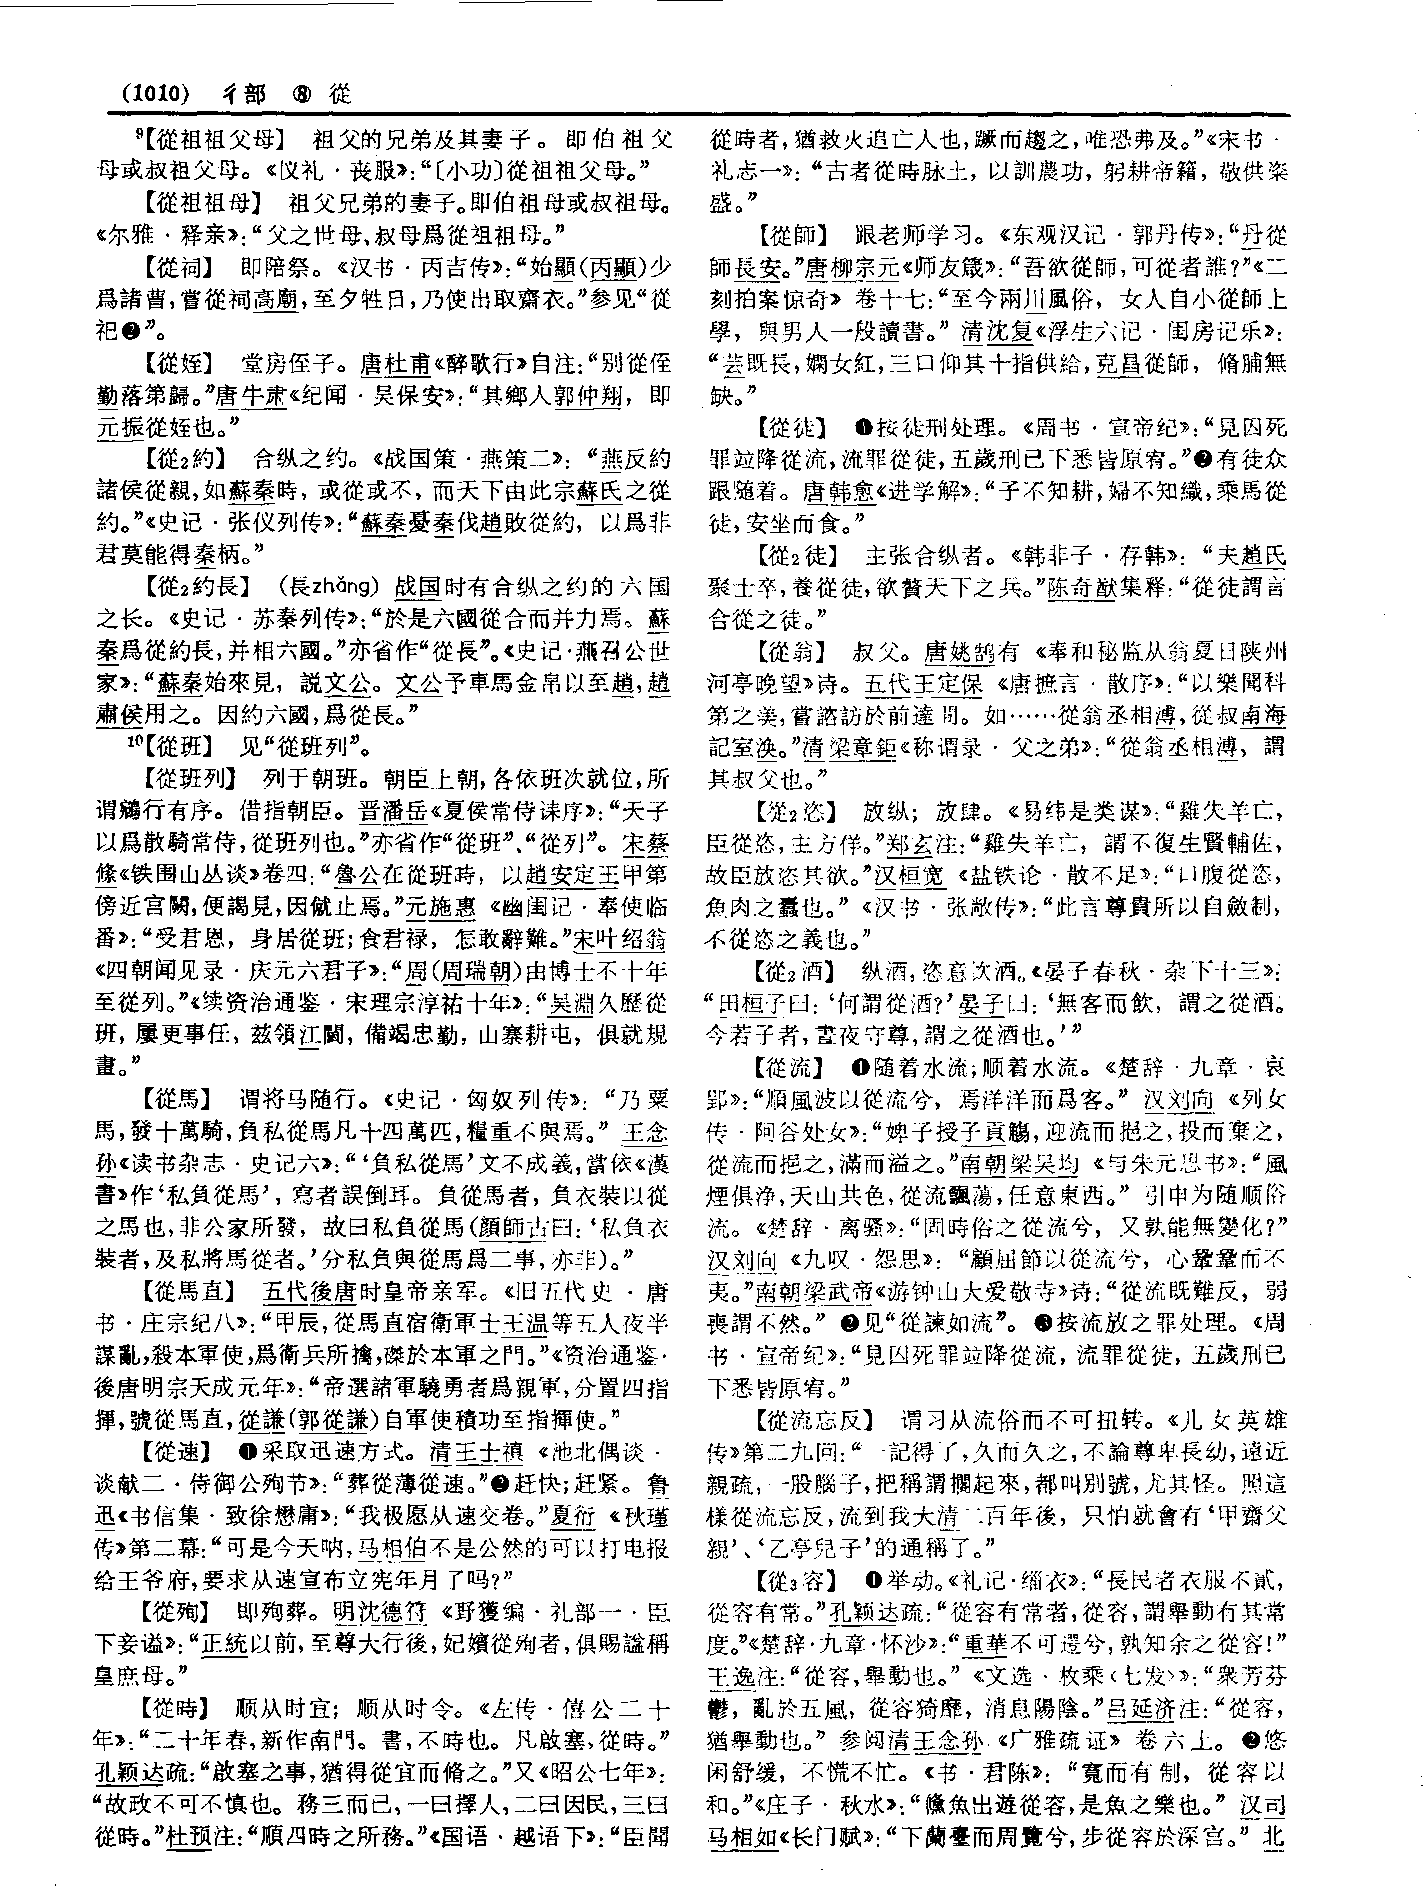 (1010) 彳部 ⑧ 從
⁹【從祖祖父母】 祖父的兄弟及其妻子。即伯祖父
母或叔祖父母。《仪礼·丧服》：“〔小功〕從祖祖父母。”
【從祖祖母】 祖父兄弟的妻子。即伯祖母或叔祖母。
《尔雅·释亲》：“父之世母、叔母爲從祖祖母。”
【從祠】 即陪祭。《汉书·丙吉传》：“始顯(丙顯)少
爲諸曹，嘗從祠高廟，至夕牲日，乃使出取齋衣。”参见“從
祀❷”。
【從姪】 堂房侄子。唐杜甫《醉歌行》自注：“别從侄
勤落第歸。”唐牛肃《纪闻·吴保安》：“其鄉人郭仲翔，即
元振從姪也。”
【從₂約】 合纵之约。《战国策·燕策二》：“燕反約
諸侯從親，如蘇秦時，或從或不，而天下由此宗蘇氏之從
約。”《史记·张仪列传》：“蘇秦憂秦伐趙敗從約，以爲非
君莫能得秦柄。”
【從₂約長】 (長zhǎng) 战国时有合纵之约的六国
之长。《史记·苏秦列传》：“於是六國從合而并力焉。蘇
秦爲從約長，并相六國。”亦省作“從長”。《史记·燕召公世
家》：“蘇秦始來見，説文公。文公予車馬金帛以至趙，趙
肅侯用之。因約六國，爲從長。”
¹⁰【從班】 见“從班列”。
【從班列】 列于朝班。朝臣上朝，各依班次就位，所
谓鵷行有序。借指朝臣。晋潘岳《夏侯常侍诔序》：“天子
以爲散騎常侍，從班列也。”亦省作“從班”、“從列”。宋蔡
絛《铁围山丛谈》卷四：“魯公在從班時，以趙安定王甲第
傍近宫闕，便謁見，因僦止焉。”元施惠《幽闺记·奉使临
番》：“受君恩，身居從班；食君禄，怎敢辭難。”宋叶绍翁
《四朝闻见录·庆元六君子》：“周(周瑞朝)由博士不十年
至從列。”《续资治通鉴·宋理宗淳祐十年》：“吴淵久歷從
班，屢更事任，兹領江閫，備竭忠勤，山寨耕屯，俱就規
畫。”
【從馬】 谓将马随行。《史记·匈奴列传》：“乃粟
馬，發十萬騎，負私從馬凡十四萬匹，糧重不與焉。”王念
孙《读书杂志·史记六》：“‘負私從馬’文不成義，當依《漢
書》作‘私負從馬’，寫者誤倒耳。負從馬者，負衣裝以從
之馬也，非公家所發，故曰私負從馬(顔師古曰：‘私負衣
裝者，及私將馬從者。’分私負與從馬爲二事，亦非)。”
【從馬直】 五代後唐时皇帝亲军。《旧五代史·唐
书·庄宗纪八》：“甲辰，從馬直宿衛軍士王温等五人夜半
謀亂，殺本軍使，爲衛兵所擒，磔於本軍之門。”《资治通鉴·
後唐明宗天成元年》：“帝選諸軍驍勇者爲親軍，分置四指
揮，號從馬直，從謙(郭從謙)自軍使積功至指揮使。”
【從速】 ❶采取迅速方式。清王士禛《池北偶谈·
谈献二·侍御公殉节》：“葬從薄從速。”❷赶快；赶紧。鲁
迅《书信集·致徐懋庸》：“我极愿从速交卷。”夏衍《秋瑾
传》第二幕：“可是今天呐，马相伯不是公然的可以打电报
给王爷府，要求从速宣布立宪年月了吗？”
【從殉】 即殉葬。明沈德符《野獲编·礼部一·臣
下妾谥》：“正統以前，至尊大行後，妃嬪從殉者，俱賜諡稱
皇庶母。”
【從時】 顺从时宜；顺从时令。《左传·僖公二十
年》：“二十年春，新作南門。書，不時也。凡啟塞，從時。”
孔颖达疏：“啟塞之事，猶得從宜而脩之。”又《昭公七年》：
“故政不可不慎也。務三而已，一曰擇人，二曰因民，三曰
從時。”杜预注：“順四時之所務。”《国语·越语下》：“臣聞
從時者，猶救火追亡人也，蹶而趨之，唯恐弗及。”《宋书·
礼志一》：“古者從時脉土，以訓農功，躬耕帝籍，敬供粢
盛。”
【從師】 跟老师学习。《东观汉记·郭丹传》：“丹從
師長安。”唐柳宗元《师友箴》：“吾欲從師，可從者誰？”《二
刻拍案惊奇》卷十七：“至今兩川風俗，女人自小從師上
學，與男人一般讀書。”清沈复《浮生六记·闺房记乐》：
“芸既長，嫻女紅，三口仰其十指供給，克昌從師，脩脯無
缺。”
【從徒】 ❶按徒刑处理。《周书·宣帝纪》：“見囚死
罪竝降從流，流罪從徒，五歲刑已下悉皆原宥。”❷有徒众
跟随着。唐韩愈《进学解》：“子不知耕，婦不知織，乘馬從
徒，安坐而食。”
【從₂徒】 主张合纵者。《韩非子·存韩》：“夫趙氏
聚士卒，養從徒，欲贅天下之兵。”陈奇猷集释：“從徒謂言
合從之徒。”
【從翁】 叔父。唐姚鹄有《奉和秘监从翁夏日陕州
河亭晚望》诗。五代王定保《唐摭言·散序》：“以樂聞科
第之美，嘗諮訪於前達間。如……從翁丞相溥，從叔南海
記室渙。”清梁章鉅《称谓录·父之弟》：“從翁丞相溥，謂
其叔父也。”
【從₂恣】 放纵；放肆。《易纬是类谋》：“雞失羊亡，
臣從恣，主方佯。”郑玄注：“雞失羊亡，謂不復生賢輔佐，
故臣放恣其欲。”汉桓宽《盐铁论·散不足》：“口腹從恣，
魚肉之蠹也。”《汉书·张敞传》：“此言尊貴所以自斂制，
不從恣之義也。”
【從₂酒】 纵酒，恣意饮酒。《晏子春秋·杂下十三》：
“田桓子曰：‘何謂從酒？’晏子曰：‘無客而飲，謂之從酒。
今若子者，晝夜守尊，謂之從酒也。’”
【從流】 ❶随着水流；顺着水流。《楚辞·九章·哀
郢》：“順風波以從流兮，焉洋洋而爲客。”汉刘向《列女
传·阿谷处女》：“婢子授子貢觴，迎流而挹之，投而棄之，
從流而挹之，滿而溢之。”南朝梁吴均《与朱元思书》：“風
煙俱净，天山共色，從流飄蕩，任意東西。”引申为随顺俗
流。《楚辞·离骚》：“固時俗之從流兮，又孰能無變化？”
汉刘向《九叹·怨思》：“顧屈節以從流兮，心鞏鞏而不
夷。”南朝梁武帝《游钟山大爱敬寺》诗：“從流既難反，弱
喪謂不然。”❷见“從諫如流”。❸按流放之罪处理。《周
书·宣帝纪》：“見囚死罪竝降從流，流罪從徒，五歲刑已
下悉皆原宥。”
【從流忘反】 谓习从流俗而不可扭转。《儿女英雄
传》第二九回：“一記得了，久而久之，不論尊卑長幼，遠近
親疏，一股腦子，把稱謂擱起來，都叫别號，尤其怪。照這
樣從流忘反，流到我大清二百年後，只怕就會有‘甲齋父
親’、‘乙亭兒子’的通稱了。”
【從₃容】 ❶举动。《礼记·缁衣》：“長民者衣服不貳，
從容有常。”孔颖达疏：“從容有常者，從容，謂舉動有其常
度。”《楚辞·九章·怀沙》：“重華不可遌兮，孰知余之從容！”
王逸注：“從容，舉動也。”《文选·枚乘〈七发〉》：“衆芳芬
鬱，亂於五風，從容猗靡，消息陽陰。”吕延济注：“從容，
猶舉動也。”参阅清王念孙《广雅疏证》卷六上。❷悠
闲舒缓，不慌不忙。《书·君陈》：“寬而有制，從容以
和。”《庄子·秋水》：“儵魚出遊從容，是魚之樂也。”汉司
马相如《长门赋》：“下蘭臺而周覽兮，步從容於深宫。”北